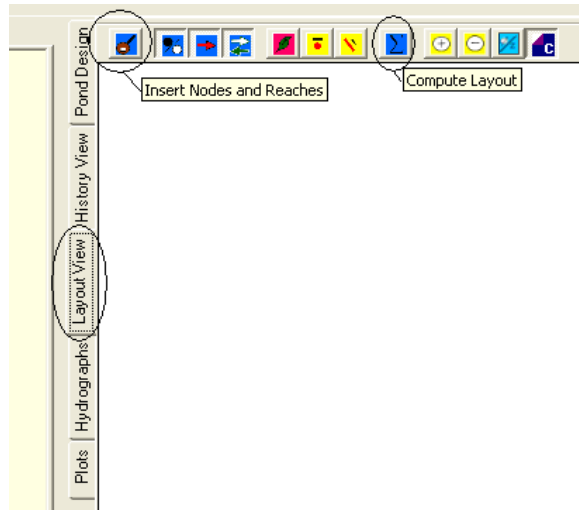 Insert Nodes and Reaches
Compute Layout
Pond Design
History View
Layout View
Hydrographs
Plots
Σ
C